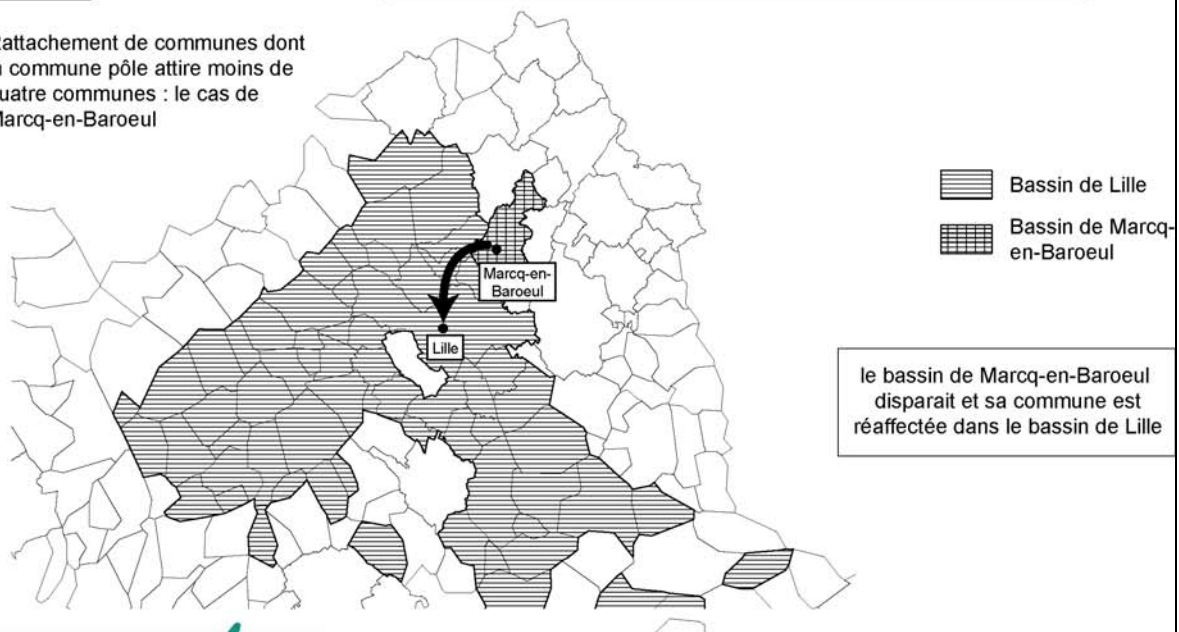 attachement de communes dont
commune pôle attire moins de
uatre communes : le cas de
Marcq-en-Baroeul
Bassin de Lille
Bassin de Marcq-
en-Baroeul
Marcq-en-
Baroeul
Lille
le bassin de Marcq-en-Baroeul
disparait et sa commune est
réaffectée dans le bassin de Lille